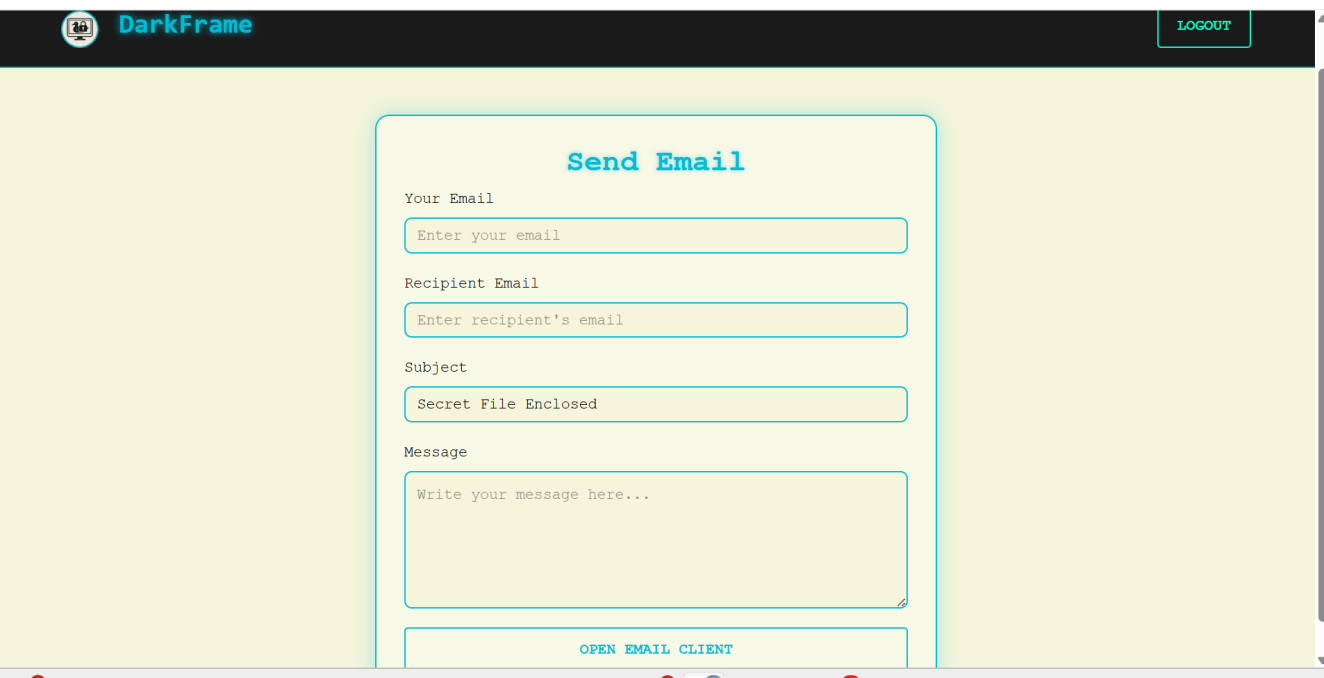 DarkFrame
LOGOUT
Send Email
Your Email
Enter your email
Recipient Email
Enter recipient's email
Subject
Secret File Enclosed
Message
Write your message here...
OPEN EMAIL CLIENT